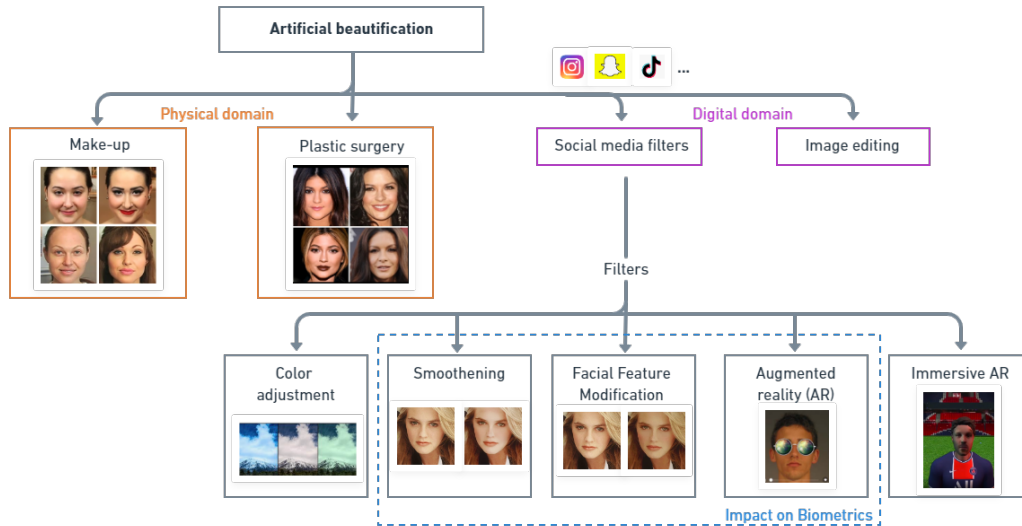 Artificial beautification
...
Physical domain
Digital domain
Make-up
Plastic surgery
Social media filters
Image editing
Filters
Color
adjustment
Smoothening
Facial Feature
Modification
Augmented
reality (AR)
Immersive AR
Impact on Biometrics